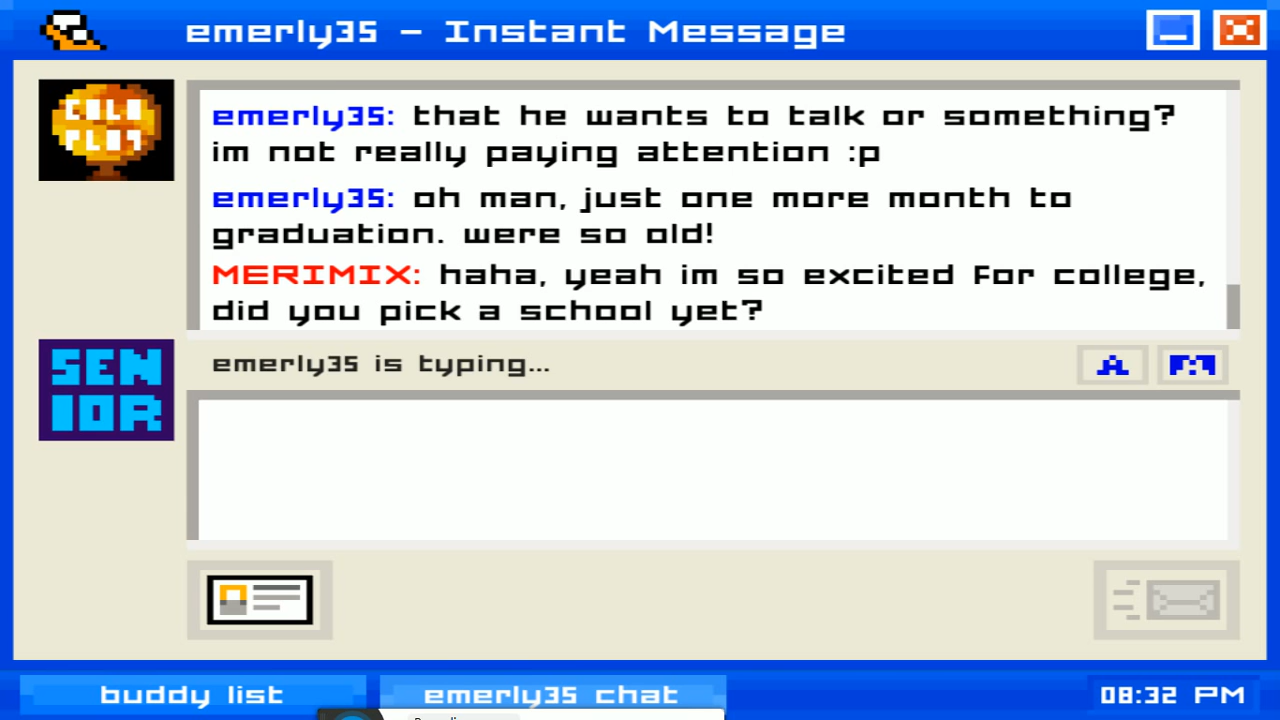 emerly35 - Instant Message
COLD PLAY
emerly35: that he wants to talk or something?
im not really paying attention :p
emerly35: oh man, just one more month to
graduation. were so old!
MERIMIX: haha, yeah im so excited for college,
did you pick a school yet?
emerly35 is typing...
A
SEN
IOR
buddy list
emerly35 chat
08:32 PM